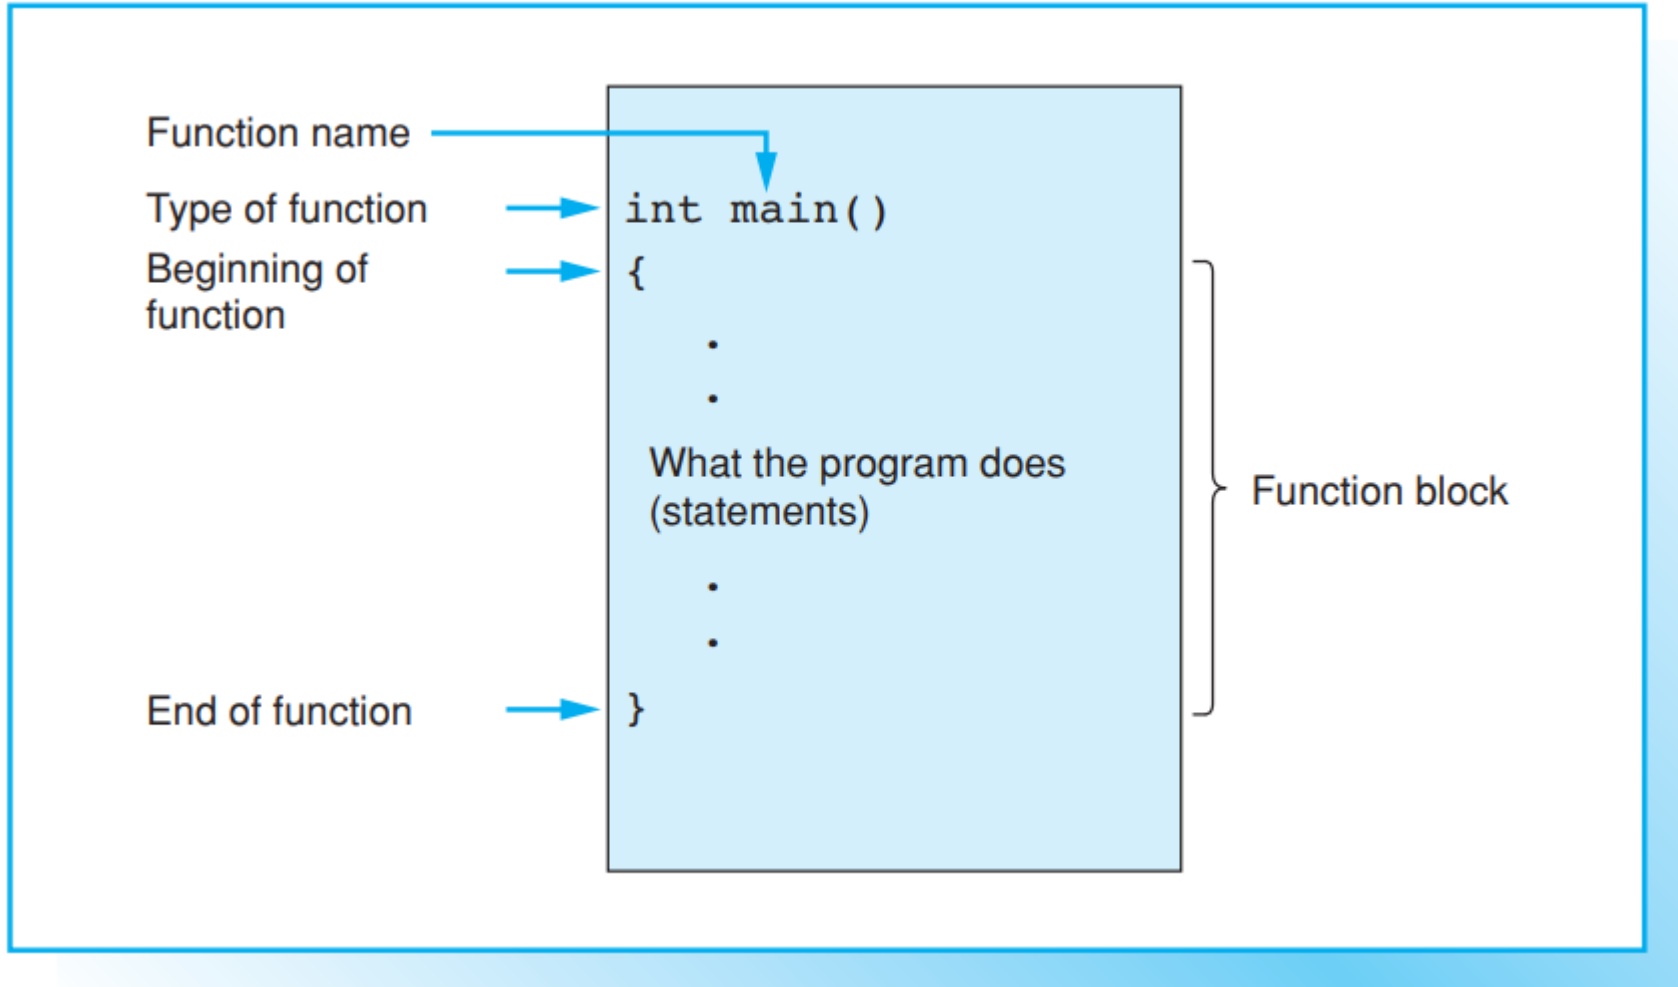 Function name
Type of function
int main()
Beginning of
function
{
.
.
What the program does
(statements)
Function block
.
.
End of function
}